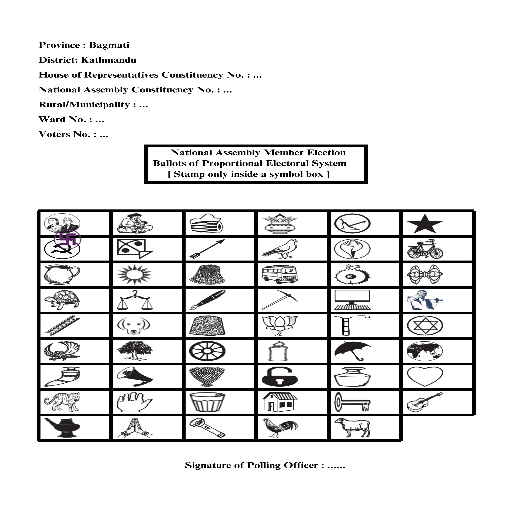 Province : Bagmati
District: Kathmandu
House of Representatives Constituency No. : ...
National Assembly Constituency No. : ...
Rural/Municipality : ...
Ward No. : ...
Voters No. : ...
National Assembly Member Election
Ballots of Proportional Electoral System
[ Stamp only inside a symbol box ]
Signature of Polling Officer : ......